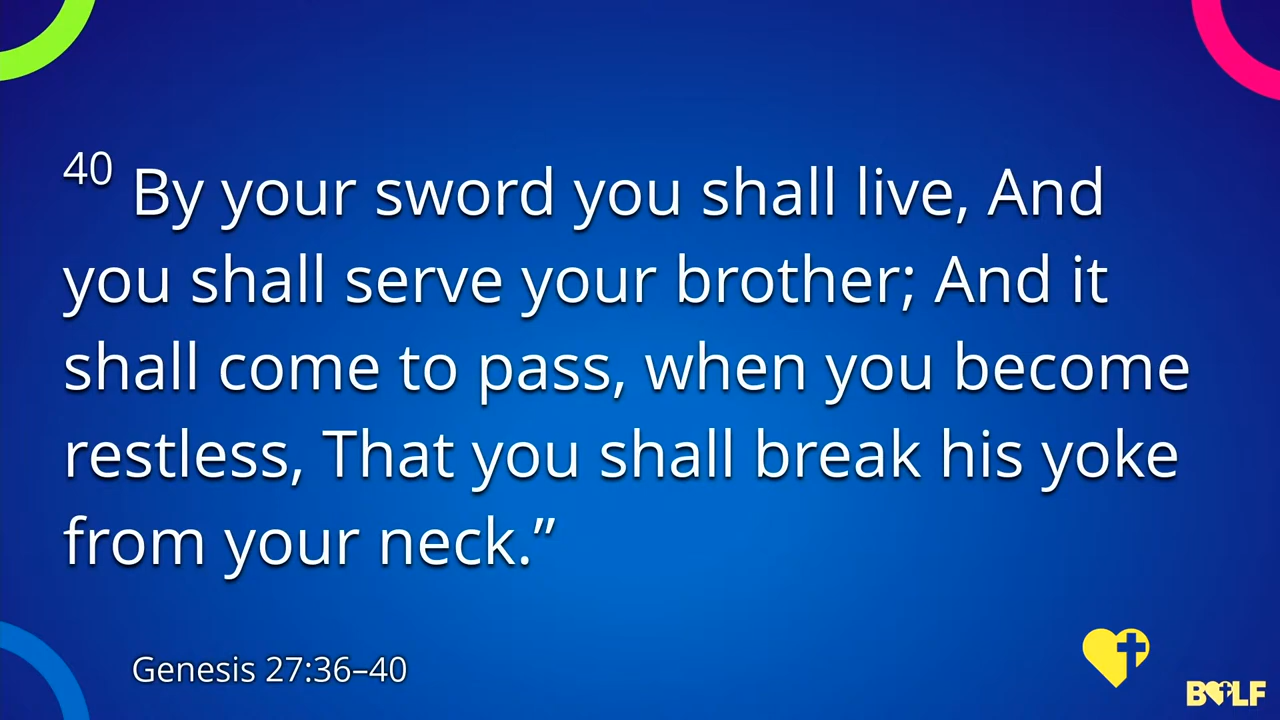 40 By your sword you shall live, And
you shall serve your brother; And it
shall come to pass, when you become
restless, That you shall break his yoke
from your neck.”
Genesis 27:36–40
BOLF